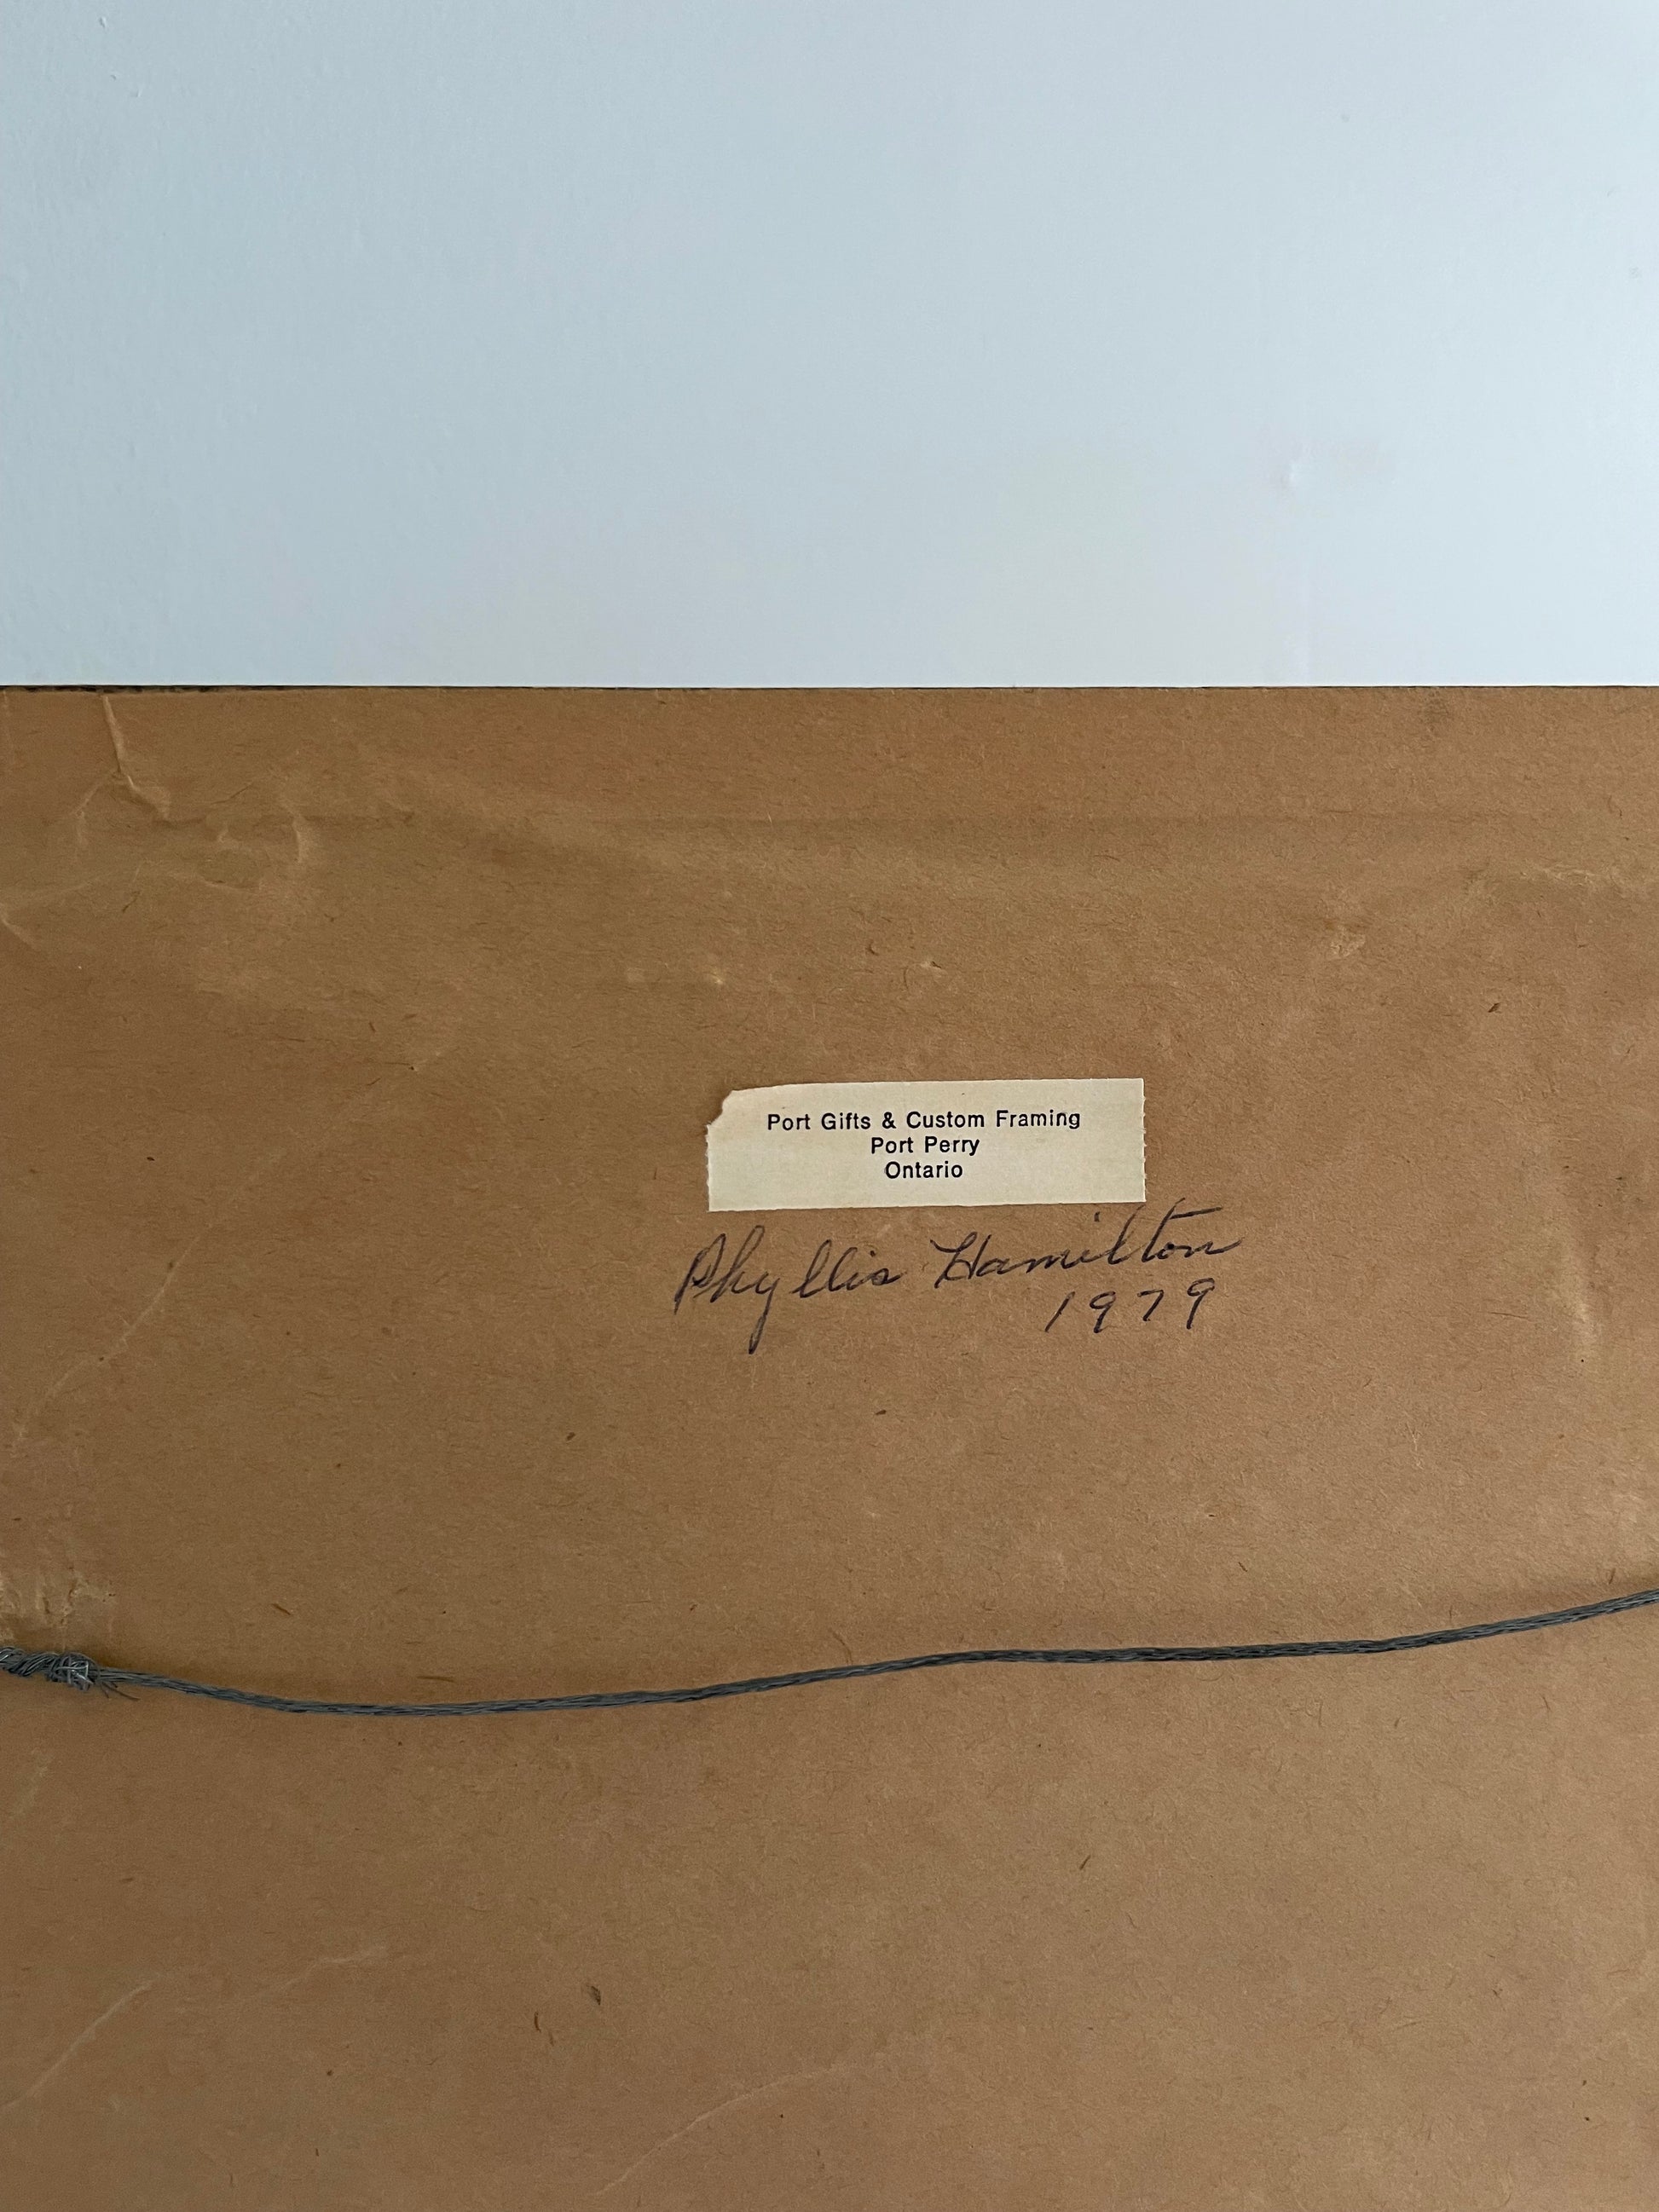 Port Gifts & Custom Framing
Port Perry
Ontario
Phyllis Hamilton
1979